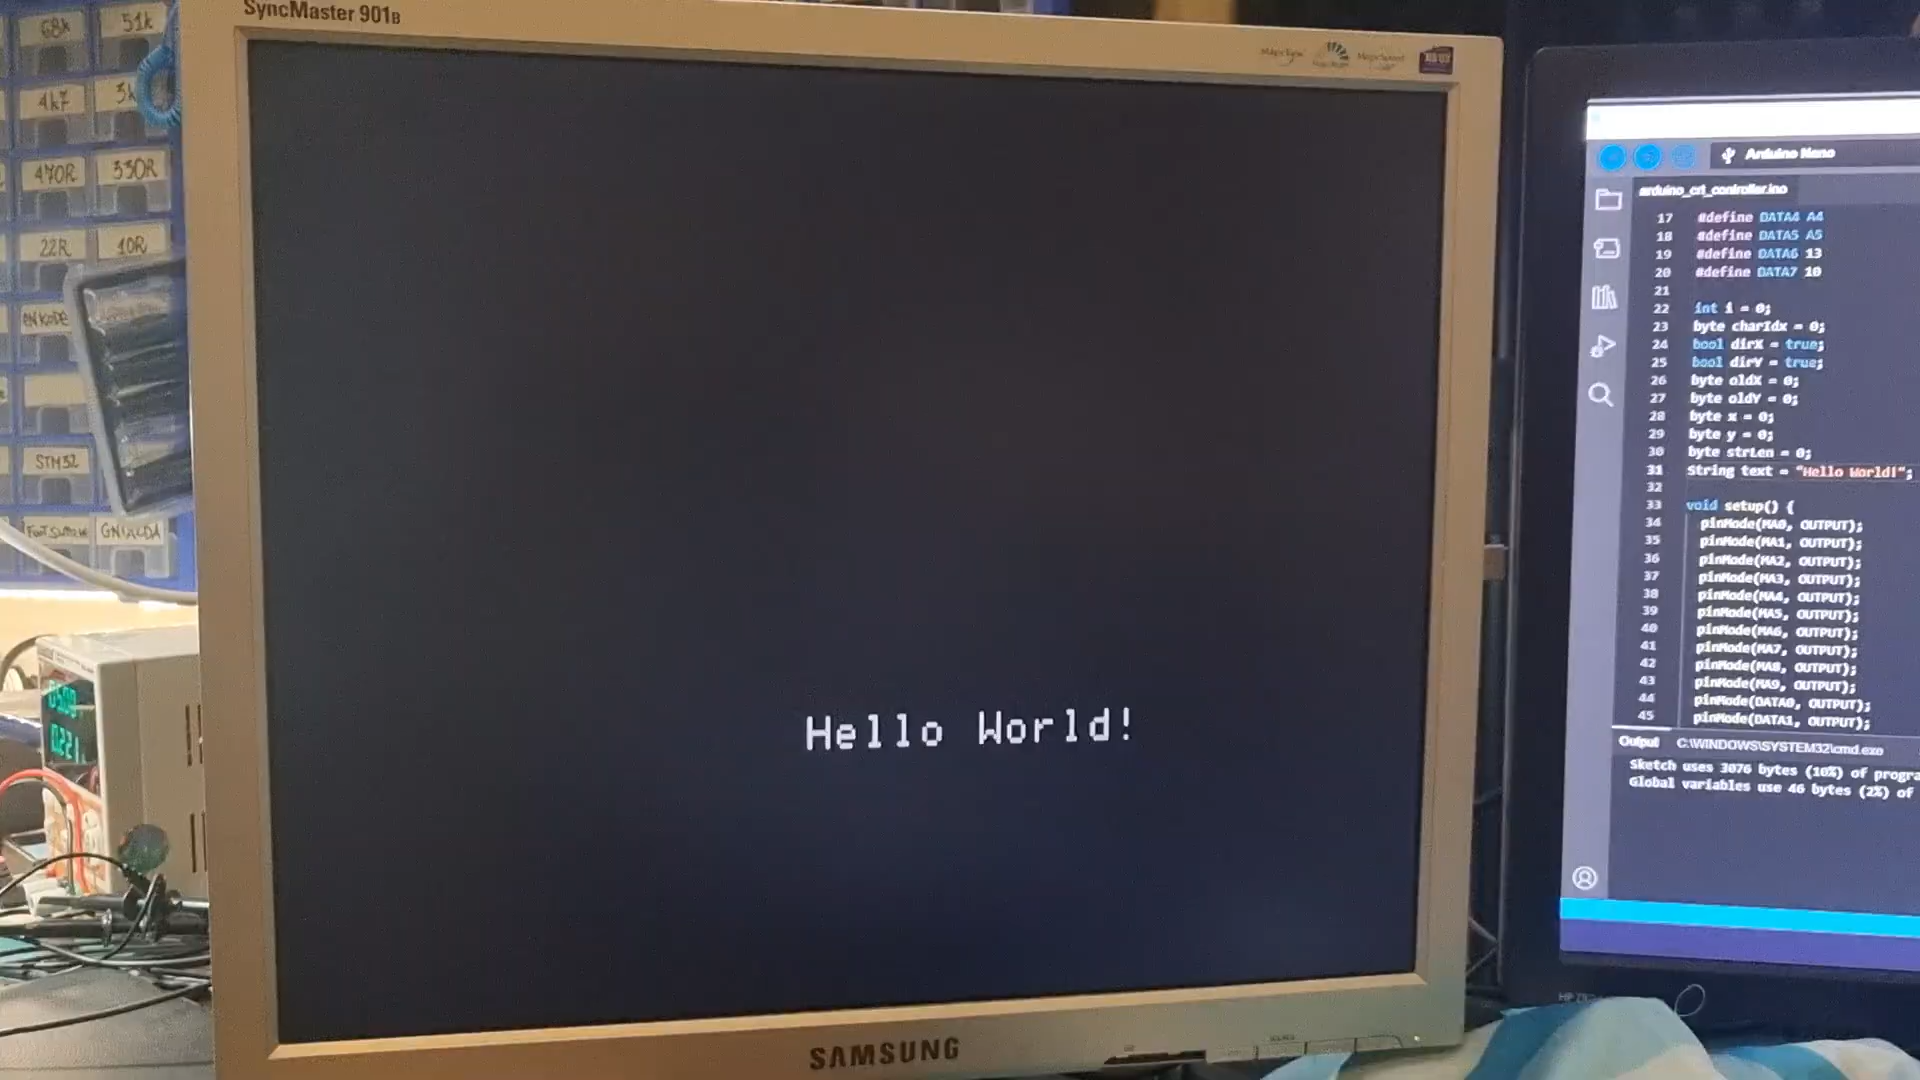 SyncMaster 901B
68k
51k
4k7
470R
330R
22R
10R
STM32
Hello World!
SAMSUNG
Arduino Nano
arduino_crt_controller.ino
17 #define DATA4 A4
18 #define DATA5 A5
19 #define DATA6 13
20 #define DATA7 10
21
22 int i = 0;
23 byte charIdx = 0;
24 bool dirX = true;
25 bool dirY = true;
26 byte oldX = 0;
27 byte oldY = 0;
28 byte x = 0;
29 byte y = 0;
30 byte strLen = 0;
31 String text = "Hello World!";
32
33 void setup() {
34 pinMode(MA0, OUTPUT);
35 pinMode(MA1, OUTPUT);
36 pinMode(MA2, OUTPUT);
37 pinMode(MA3, OUTPUT);
38 pinMode(MA4, OUTPUT);
39 pinMode(MA5, OUTPUT);
40 pinMode(MA6, OUTPUT);
41 pinMode(MA7, OUTPUT);
42 pinMode(MA8, OUTPUT);
43 pinMode(MA9, OUTPUT);
44 pinMode(DATA0, OUTPUT);
45 pinMode(DATA1, OUTPUT);
Output C:\WINDOWS\SYSTEM32\cmd.exe
Sketch uses 3076 bytes (10%) of progra
Global variables use 46 bytes (2%) of